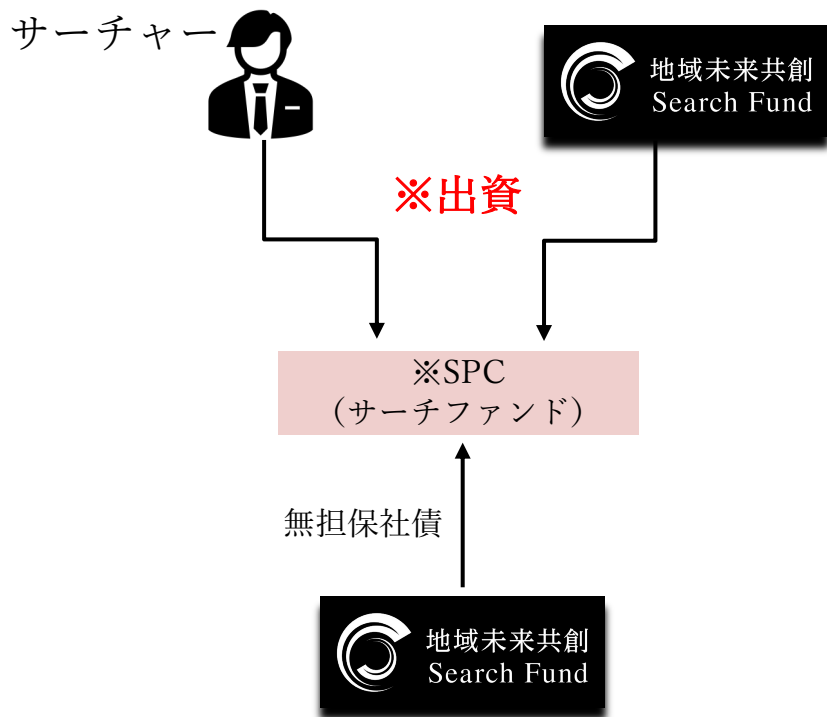 サーチャー
地域未来共創
Search Fund
※出資
※SPC
（サーチファンド）
無担保社債
地域未来共創
Search Fund